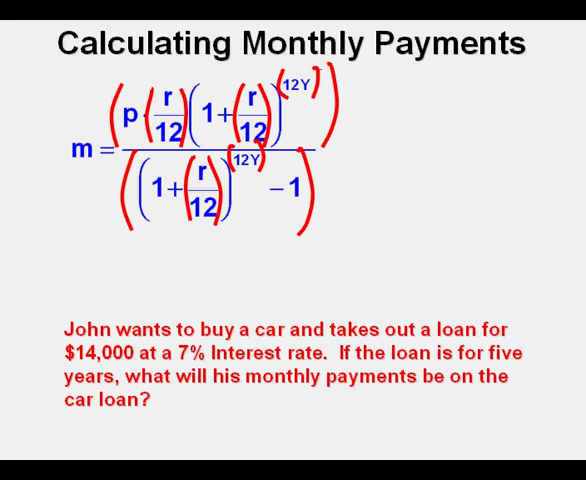 Calculating Monthly Payments
m = (p (r/12) (1+(r/12))^(12Y)) / ((1+(r/12))^(12Y) − 1)
John wants to buy a car and takes out a loan for
$14,000 at a 7% Interest rate.  If the loan is for five
years, what will his monthly payments be on the
car loan?